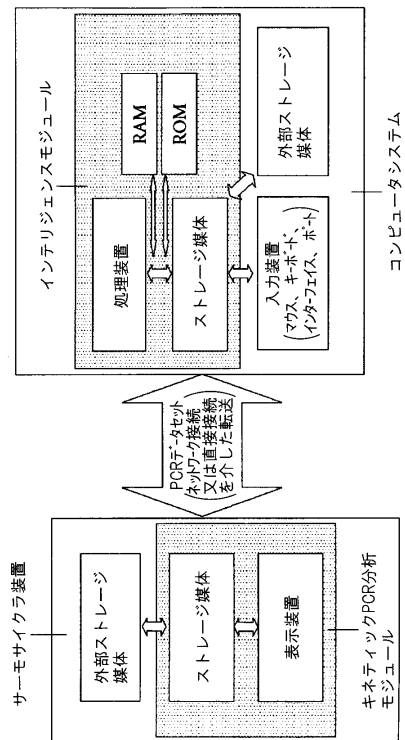 サーモサイクラ装置
外部ストレージ
媒体
ストレージ媒体
表示装置
キネティックPCR分析
モジュール
PCRデータセット
(ネットワーク接続
又は直接接続
を介した転送)
インテリジェンスモジュール
処理装置
RAM
ROM
ストレージ媒体
入力装置
(マウス、キーボード、
インターフェイス、ポート)
外部ストレージ
媒体
コンピュータシステム